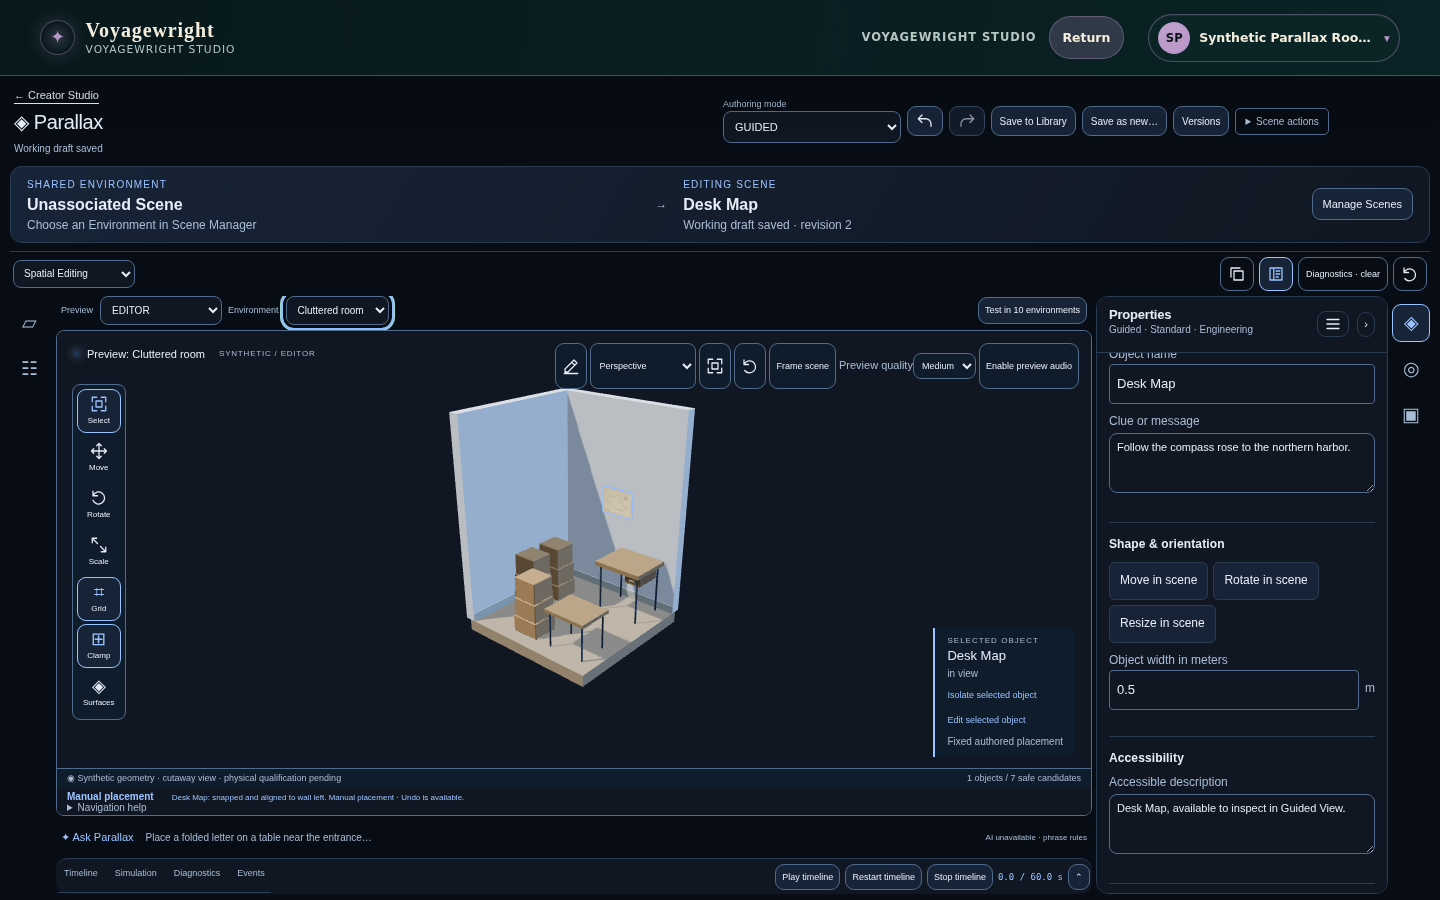 Voyagewright
VOYAGEWRIGHT STUDIO
VOYAGEWRIGHT STUDIO
Return
SP
Synthetic Parallax Roo…
← Creator Studio
◈ Parallax
Working draft saved
Authoring mode
GUIDED
Save to Library
Save as new…
Versions
Scene actions
SHARED ENVIRONMENT
Unassociated Scene
Choose an Environment in Scene Manager
→
EDITING SCENE
Desk Map
Working draft saved · revision 2
Manage Scenes
Spatial Editing
Diagnostics · clear
Preview
EDITOR
Environment
Cluttered room
Test in 10 environments
Preview: Cluttered room
SYNTHETIC / EDITOR
Perspective
Frame scene
Preview quality
Medium
Enable preview audio
Select
Move
Rotate
Scale
Grid
Clamp
Surfaces
SELECTED OBJECT
Desk Map
in view
Isolate selected object
Edit selected object
Fixed authored placement
◉ Synthetic geometry · cutaway view · physical qualification pending
1 objects / 7 safe candidates
Manual placement
Desk Map: snapped and aligned to wall left. Manual placement · Undo is available.
Navigation help
✦ Ask Parallax
Place a folded letter on a table near the entrance…
AI unavailable · phrase rules
Timeline
Simulation
Diagnostics
Events
Play timeline
Restart timeline
Stop timeline
0.0 / 60.0 s
Properties
Guided · Standard · Engineering
Object name
Desk Map
Clue or message
Follow the compass rose to the northern harbor.
Shape & orientation
Move in scene
Rotate in scene
Resize in scene
Object width in meters
0.5
m
Accessibility
Accessible description
Desk Map, available to inspect in Guided View.